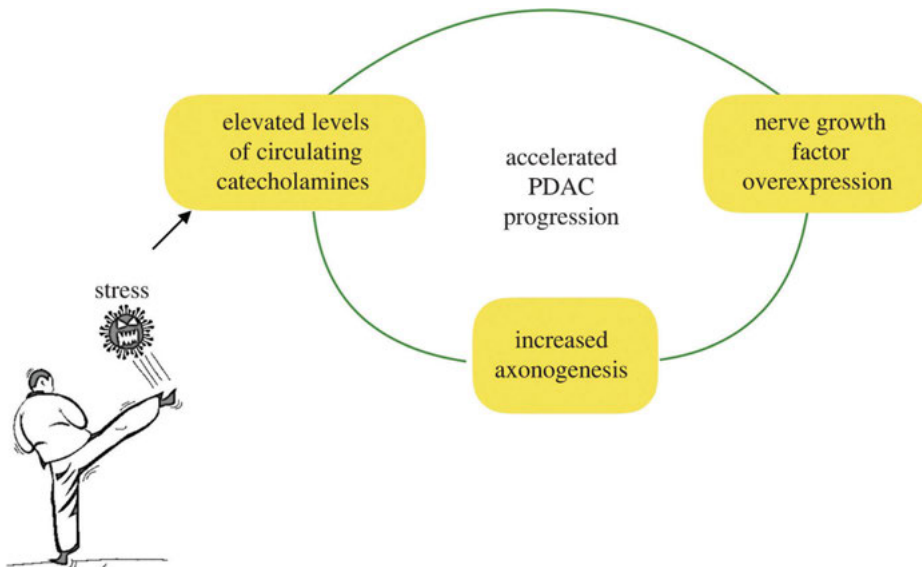 elevated levels
of circulating
catecholamines
nerve growth
factor
overexpression
accelerated
PDAC
progression
stress
increased
axonogenesis